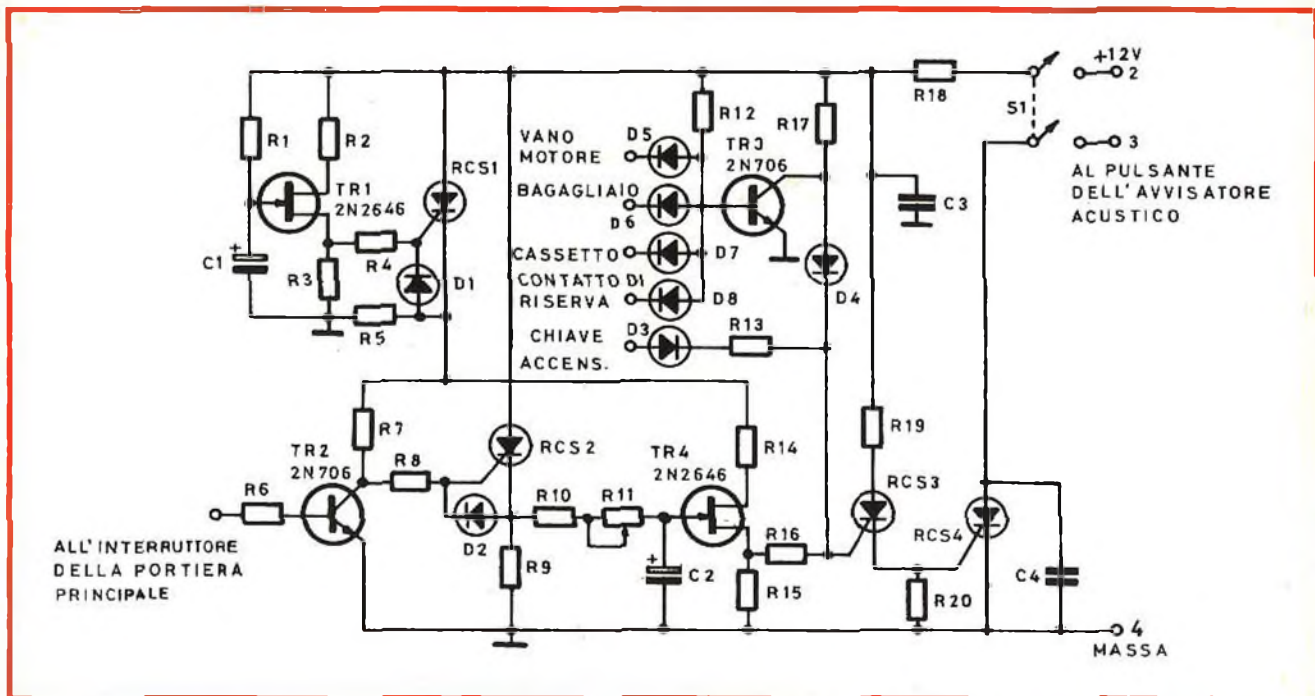 +12V
2
R18
S1
3
AL PULSANTE
DELL'AVVISATORE
ACUSTICO
R1
R2
TR1
2N2646
RCS1
C1
R3
R4
D1
R5
VANO
MOTORE
D5
R12
R17
TR3
2N706
BAGAGLIAIO
D6
CASSETTO
D7
CONTATTO DI
RISERVA
D8
D4
C3
CHIAVE
ACCENS.
D3
R13
R7
TR2
2N706
R8
RCS2
R6
D2
R9
R10
R11
TR4
2N2646
R14
C2
R16
R15
R19
RCS3
RCS4
R20
C4
ALL'INTERRUTTORE
DELLA PORTIERA
PRINCIPALE
4
MASSA